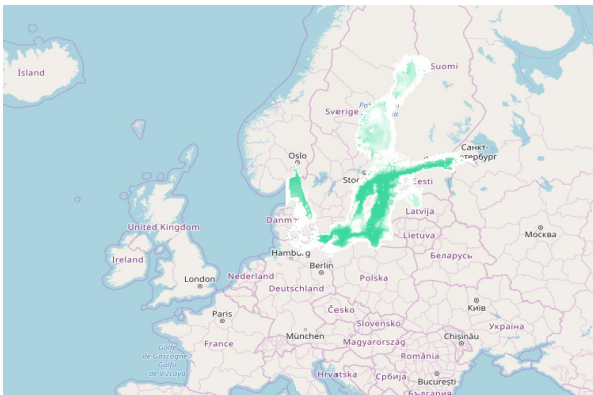 Ísland
Suomi
Sverige
Oslo
Санкт-
Eesti
Danm
Latvija
United Kingdom
Lietuva
Москва
Hamburg
Беларусь
Ireland
Berlin
London
Nederland
Polska
Deutschland
Paris
Česko
Київ
Slovensko
Україна
France
München
Chișinău
Magyarország
Golfe
de Gascogne /
Golfo
de Vizcaya
România
Hrvatska
Србија
București
България